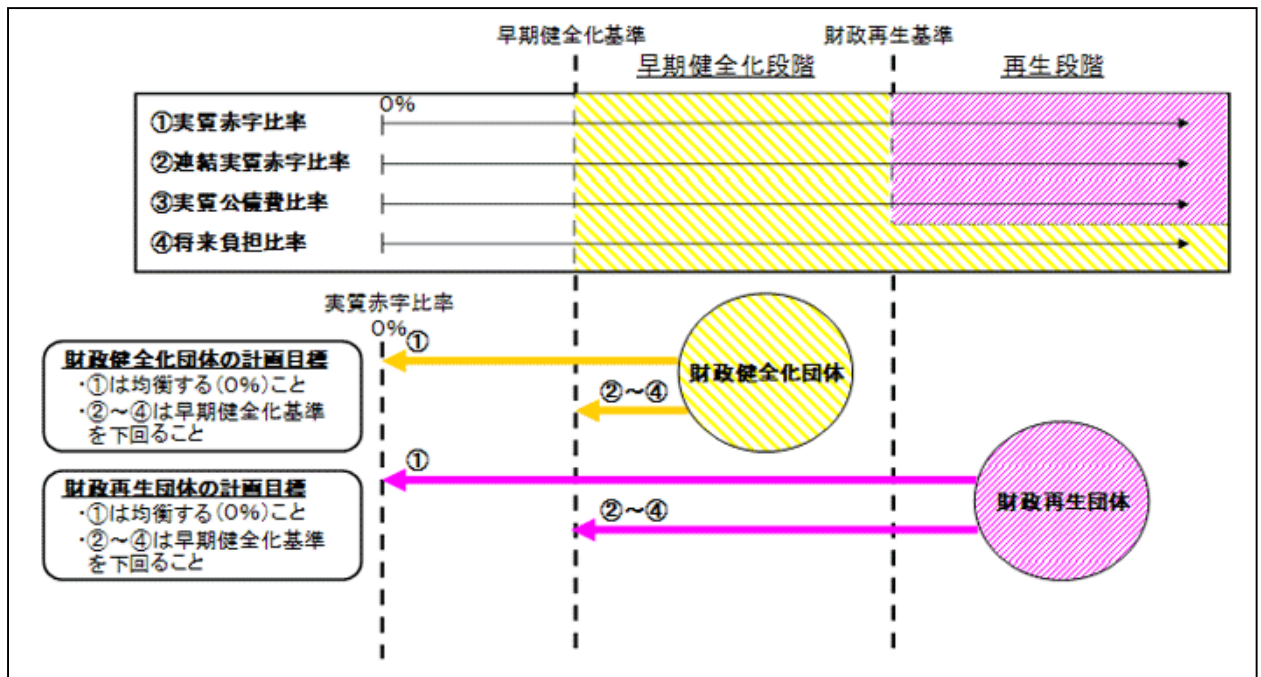 早期健全化基準
財政再生基準
早期健全化段階
再生段階
0%
①実質赤字比率
②連結実質赤字比率
③実質公債費比率
④将来負担比率
実質赤字比率
0%
財政健全化団体の計画目標
・①は均衡する(0%)こと
・②～④は早期健全化基準
を下回ること
①
②～④
財政健全化団体
財政再生団体の計画目標
・①は均衡する(0%)こと
・②～④は早期健全化基準
を下回ること
①
②～④
財政再生団体